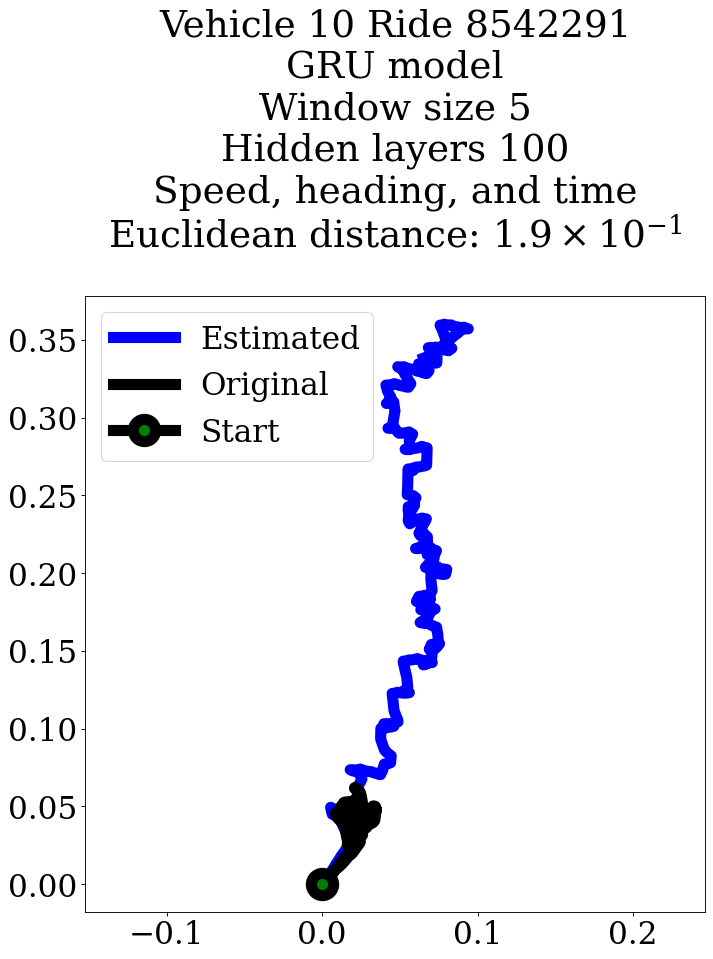 Vehicle 10 Ride 8542291
GRU model
Window size 5
Hidden layers 100
Speed, heading, and time
Euclidean distance: 1.9 × 10⁻¹
Estimated
Original
Start
0.35
0.30
0.25
0.20
0.15
0.10
0.05
0.00
−0.1 0.0 0.1 0.2